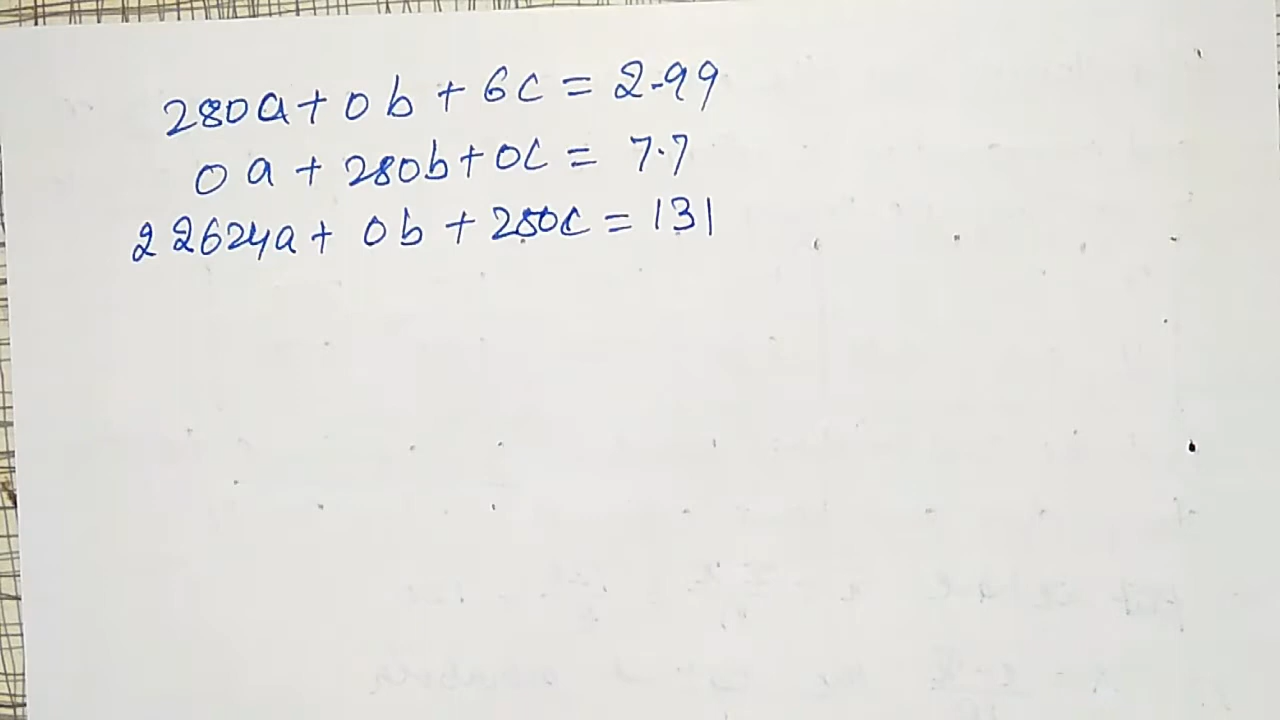 280a + 0b + 6c = 2.99
0a + 280b + 0c = 7.7
22624a + 0b + 280c = 131